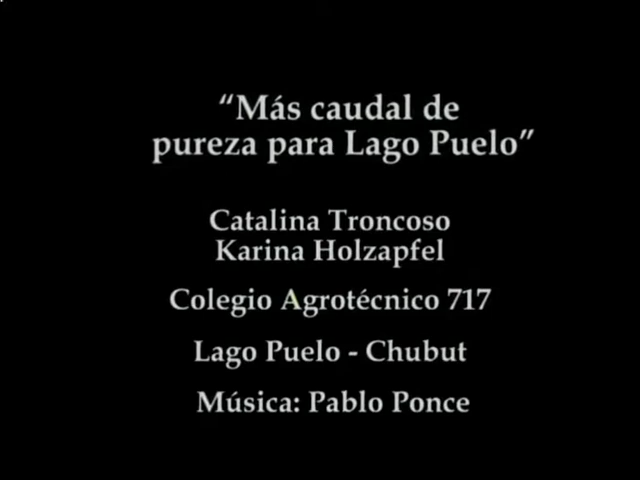 “Más caudal de
pureza para Lago Puelo”
Catalina Troncoso
Karina Holzapfel
Colegio Agrotécnico 717
Lago Puelo - Chubut
Música: Pablo Ponce